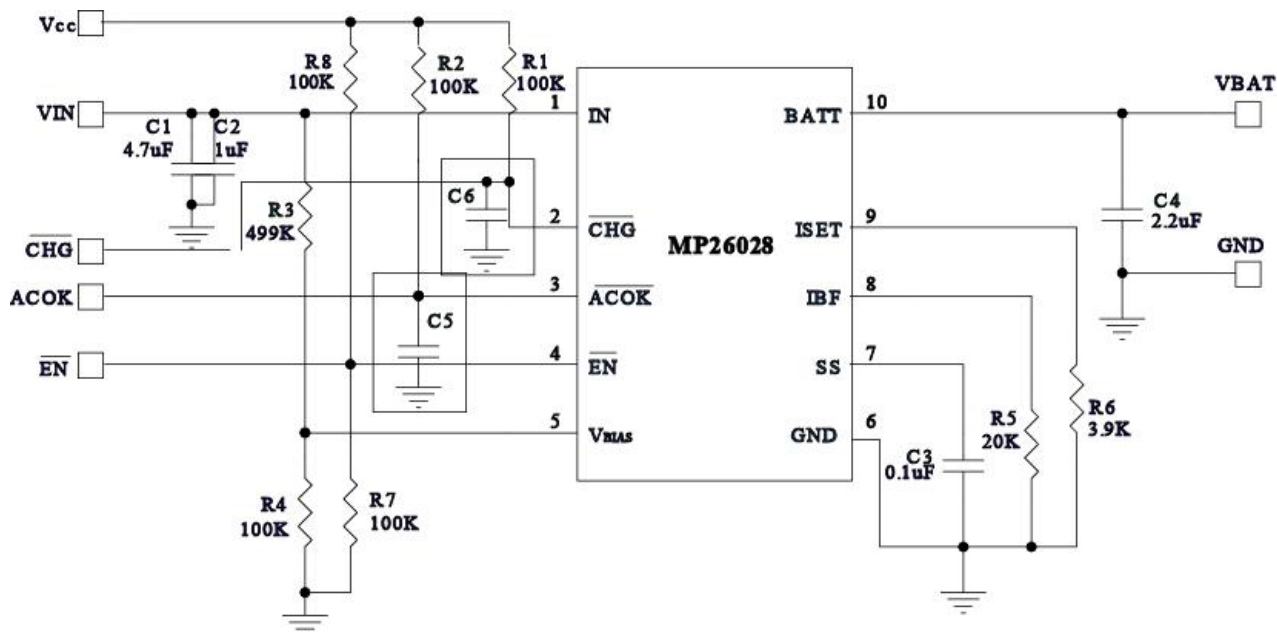 Vcc
R8
100K
R2
100K
R1
100K
VIN
C1
4.7uF
C2
1uF
1
IN
BATT
10
VBAT
R3
499K
C6
CHG
2
CHG
MP26028
ISET
9
C4
2.2uF
GND
ACOK
3
ACOK
IBF
8
C5
EN
4
EN
SS
7
5
VBIAS
GND
6
R5
20K
R6
3.9K
C3
0.1uF
R4
100K
R7
100K